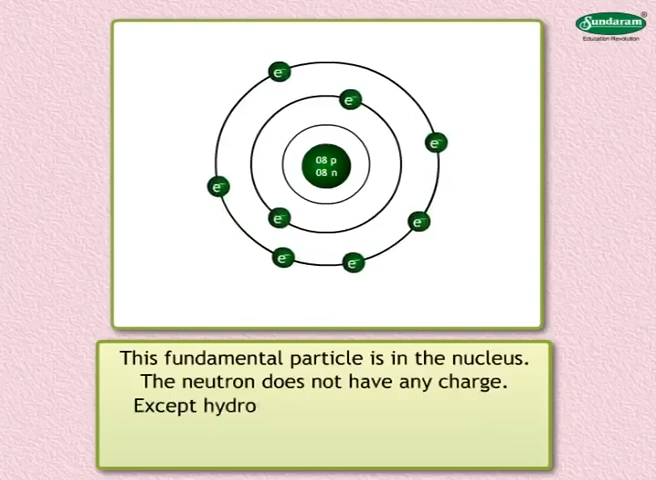 Sundaram
Education Revolution
e⁻
e⁻
e⁻
08 p
08 n
e⁻
e⁻
e⁻
e⁻
e⁻
This fundamental particle is in the nucleus.
The neutron does not have any charge.
Except hydro